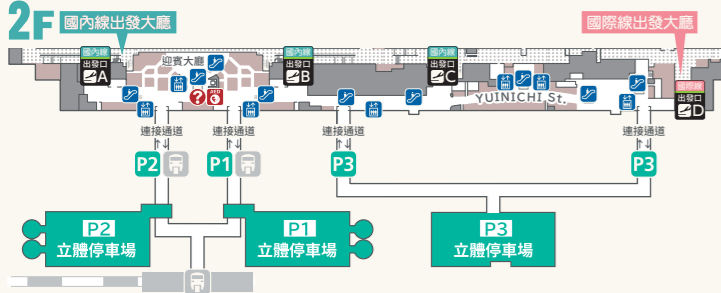 2F
國內線出發大廳
國際線出發大廳
國內線
出發口
A
迎賓大廳
國內線
出發口
B
國內線
出發口
C
國際線
出發口
D
?
AED
YUINICHI St.
連接通道
連接通道
連接通道
連接通道
P2
P1
P3
P3
P2
立體停車場
P1
立體停車場
P3
立體停車場